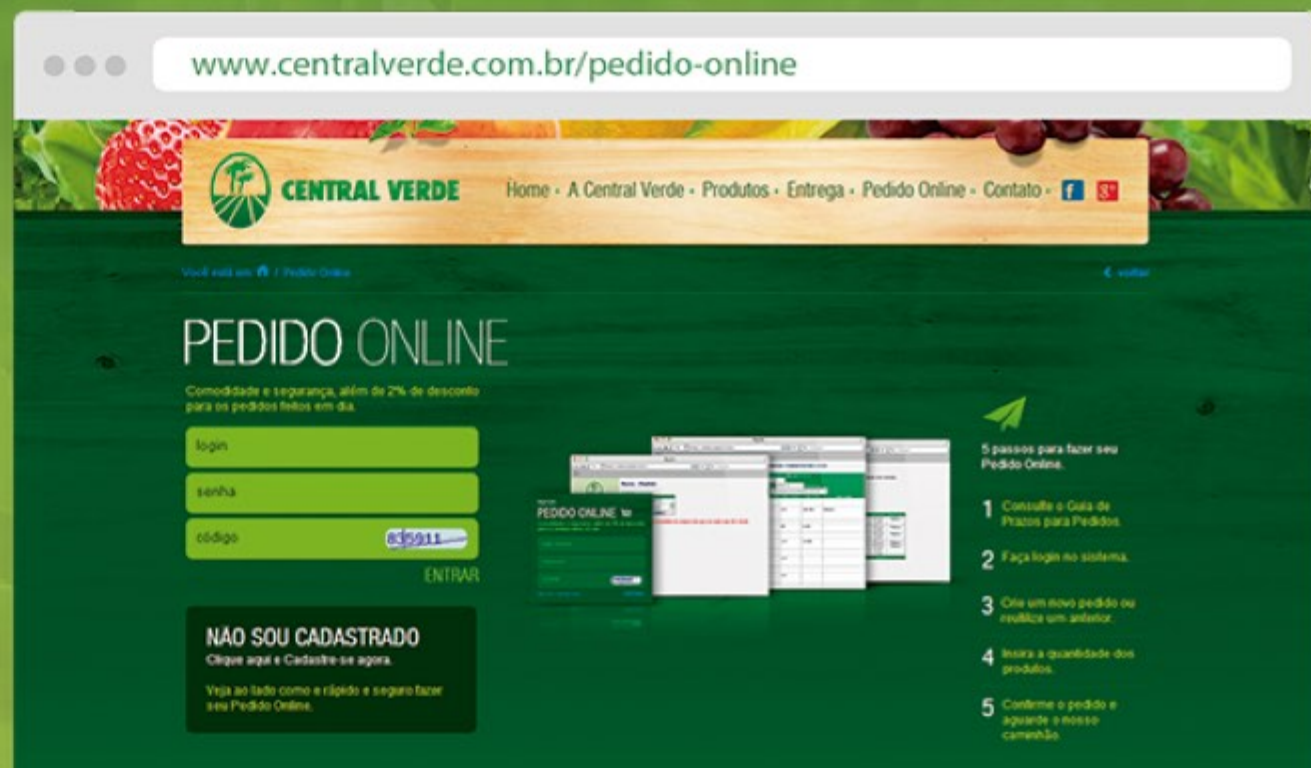 www.centralverde.com.br/pedido-online
CENTRAL VERDE
Home • A Central Verde • Produtos • Entrega • Pedido Online • Contato •
f g+
Você está em: / Pedido Online
voltar
PEDIDO ONLINE
Comodidade e segurança, além de 2% de desconto
para os pedidos feitos em dia.
login
senha
código
835911
ENTRAR
NÃO SOU CADASTRADO
Clique aqui e Cadastre-se agora.
Veja ao lado como e rápido e seguro fazer
seu Pedido Online.
PEDIDO ONLINE
5 passos para fazer seu
Pedido Online.
1 Consulte o Guia de
Prazos para Pedidos.
2 Faça login no sistema.
3 Crie um novo pedido ou
reutilize um anterior.
4 Insira a quantidade dos
produtos.
5 Confirme o pedido e
aguarde o nosso
caminhão.